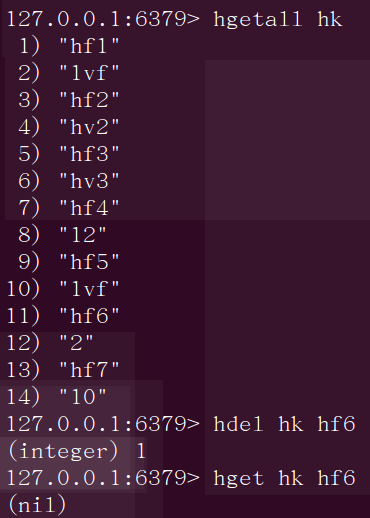 127.0.0.1:6379> hgetall hk
1) "hf1"
2) "lvf"
3) "hf2"
4) "hv2"
5) "hf3"
6) "hv3"
7) "hf4"
8) "12"
9) "hf5"
10) "lvf"
11) "hf6"
12) "2"
13) "hf7"
14) "10"
127.0.0.1:6379> hdel hk hf6
(integer) 1
127.0.0.1:6379> hget hk hf6
(nil)